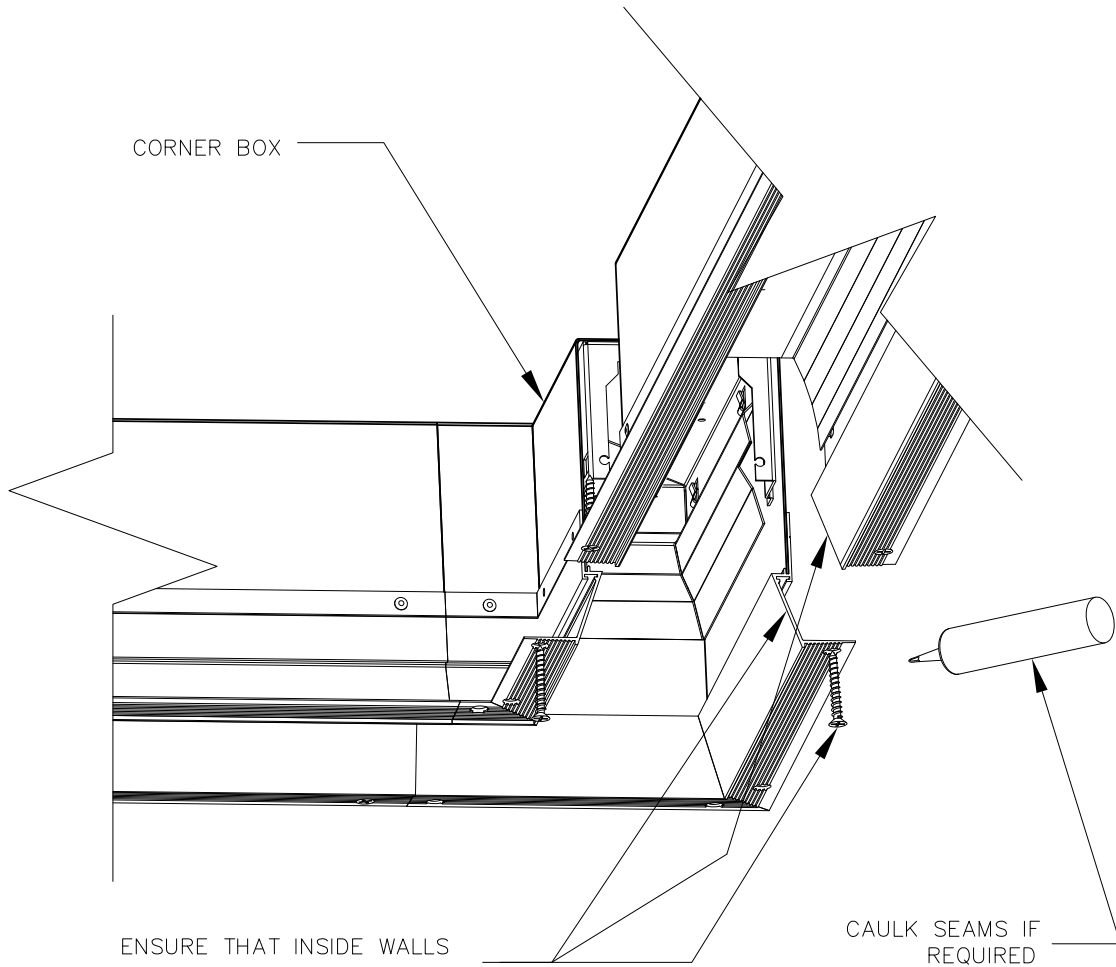 CORNER BOX
ENSURE THAT INSIDE WALLS
CAULK SEAMS IF
REQUIRED